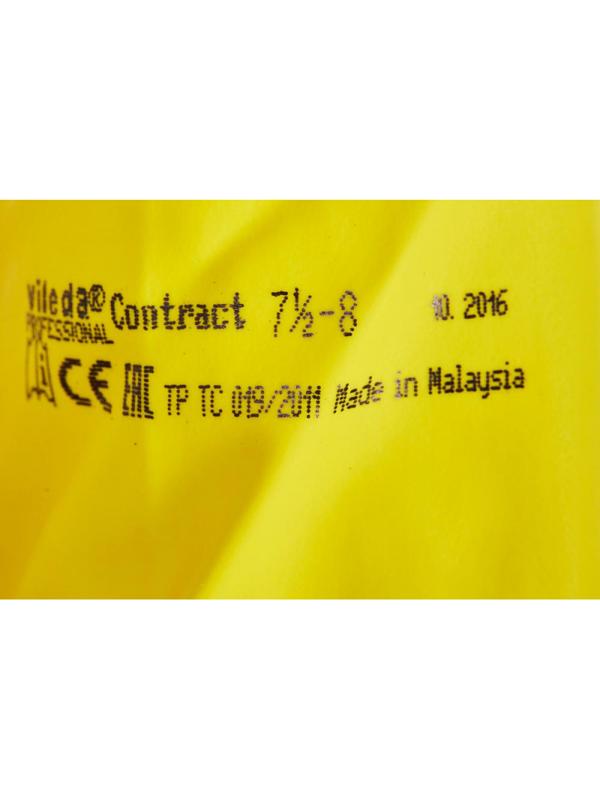 vileda® Contract 7½-8 10. 2016
PROFESSIONAL
i CE EAC TP TC 019/2011 Made in Malaysia